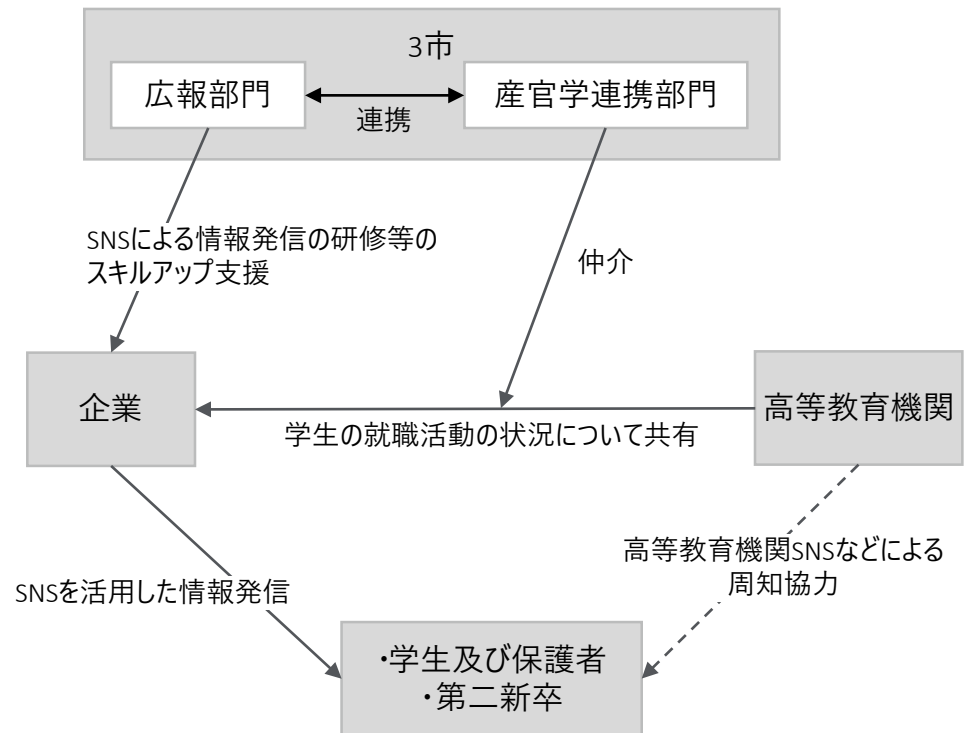 3市
広報部門
産官学連携部門
連携
SNSによる情報発信の研修等の
スキルアップ支援
仲介
企業
高等教育機関
学生の就職活動の状況について共有
高等教育機関SNSなどによる
周知協力
SNSを活用した情報発信
・学生及び保護者
・第二新卒